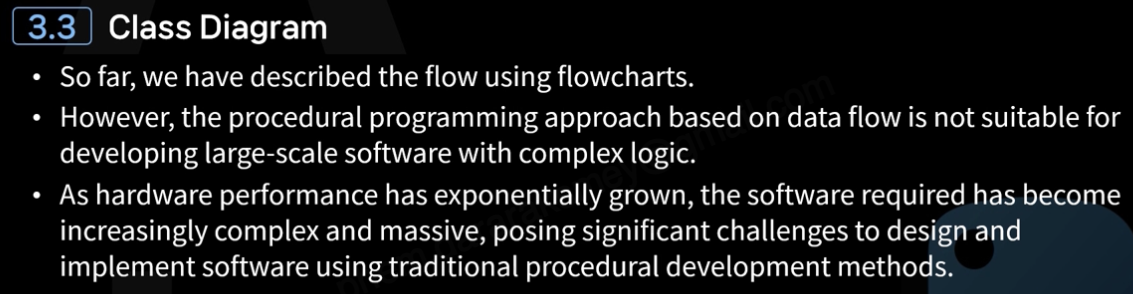 3.3 Class Diagram
• So far, we have described the flow using flowcharts.
• However, the procedural programming approach based on data flow is not suitable for
developing large-scale software with complex logic.
• As hardware performance has exponentially grown, the software required has become
increasingly complex and massive, posing significant challenges to design and
implement software using traditional procedural development methods.